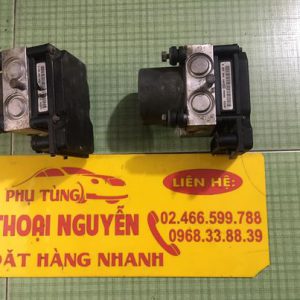 PHỤ TÙNG
THOẠI NGUYỄN
ĐẶT HÀNG NHANH
LIÊN HỆ:
02.466.599.788
0968.33.88.39